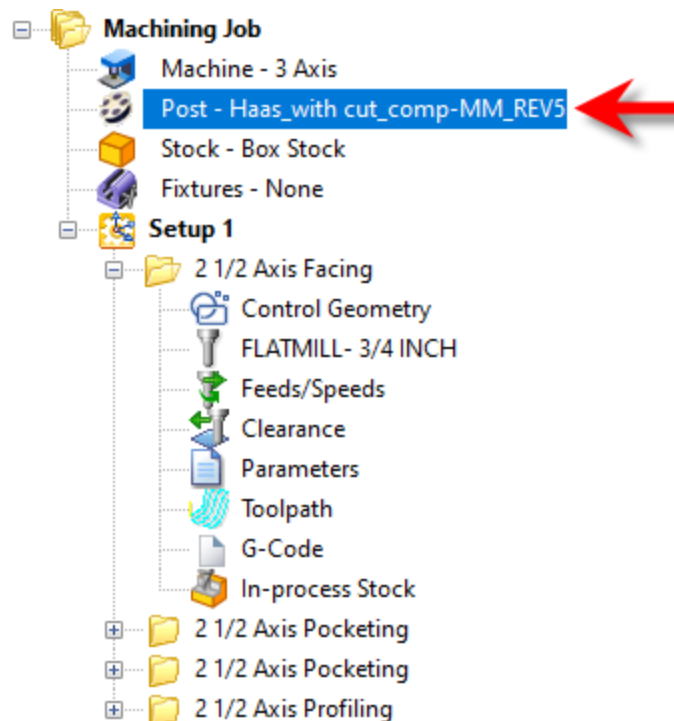 Machining Job
Machine - 3 Axis
Post - Haas_with cut_comp-MM_REV5
Stock - Box Stock
Fixtures - None
Setup 1
2 1/2 Axis Facing
Control Geometry
FLATMILL- 3/4 INCH
Feeds/Speeds
Clearance
Parameters
Toolpath
G-Code
In-process Stock
2 1/2 Axis Pocketing
2 1/2 Axis Pocketing
2 1/2 Axis Profiling